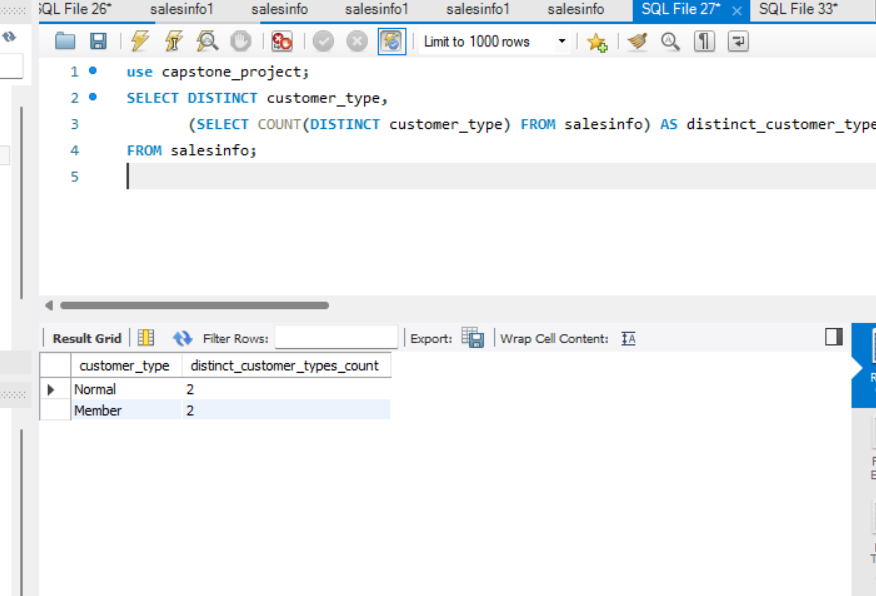 SQL File 26* salesinfo1 salesinfo salesinfo1 salesinfo1 salesinfo SQL File 27* × SQL File 33*
Limit to 1000 rows
1 use capstone_project;
2 SELECT DISTINCT customer_type,
3 (SELECT COUNT(DISTINCT customer_type) FROM salesinfo) AS distinct_customer_type
4 FROM salesinfo;
5
Result Grid Filter Rows: Export: Wrap Cell Content: IA
customer_type distinct_customer_types_count
Normal 2
Member 2